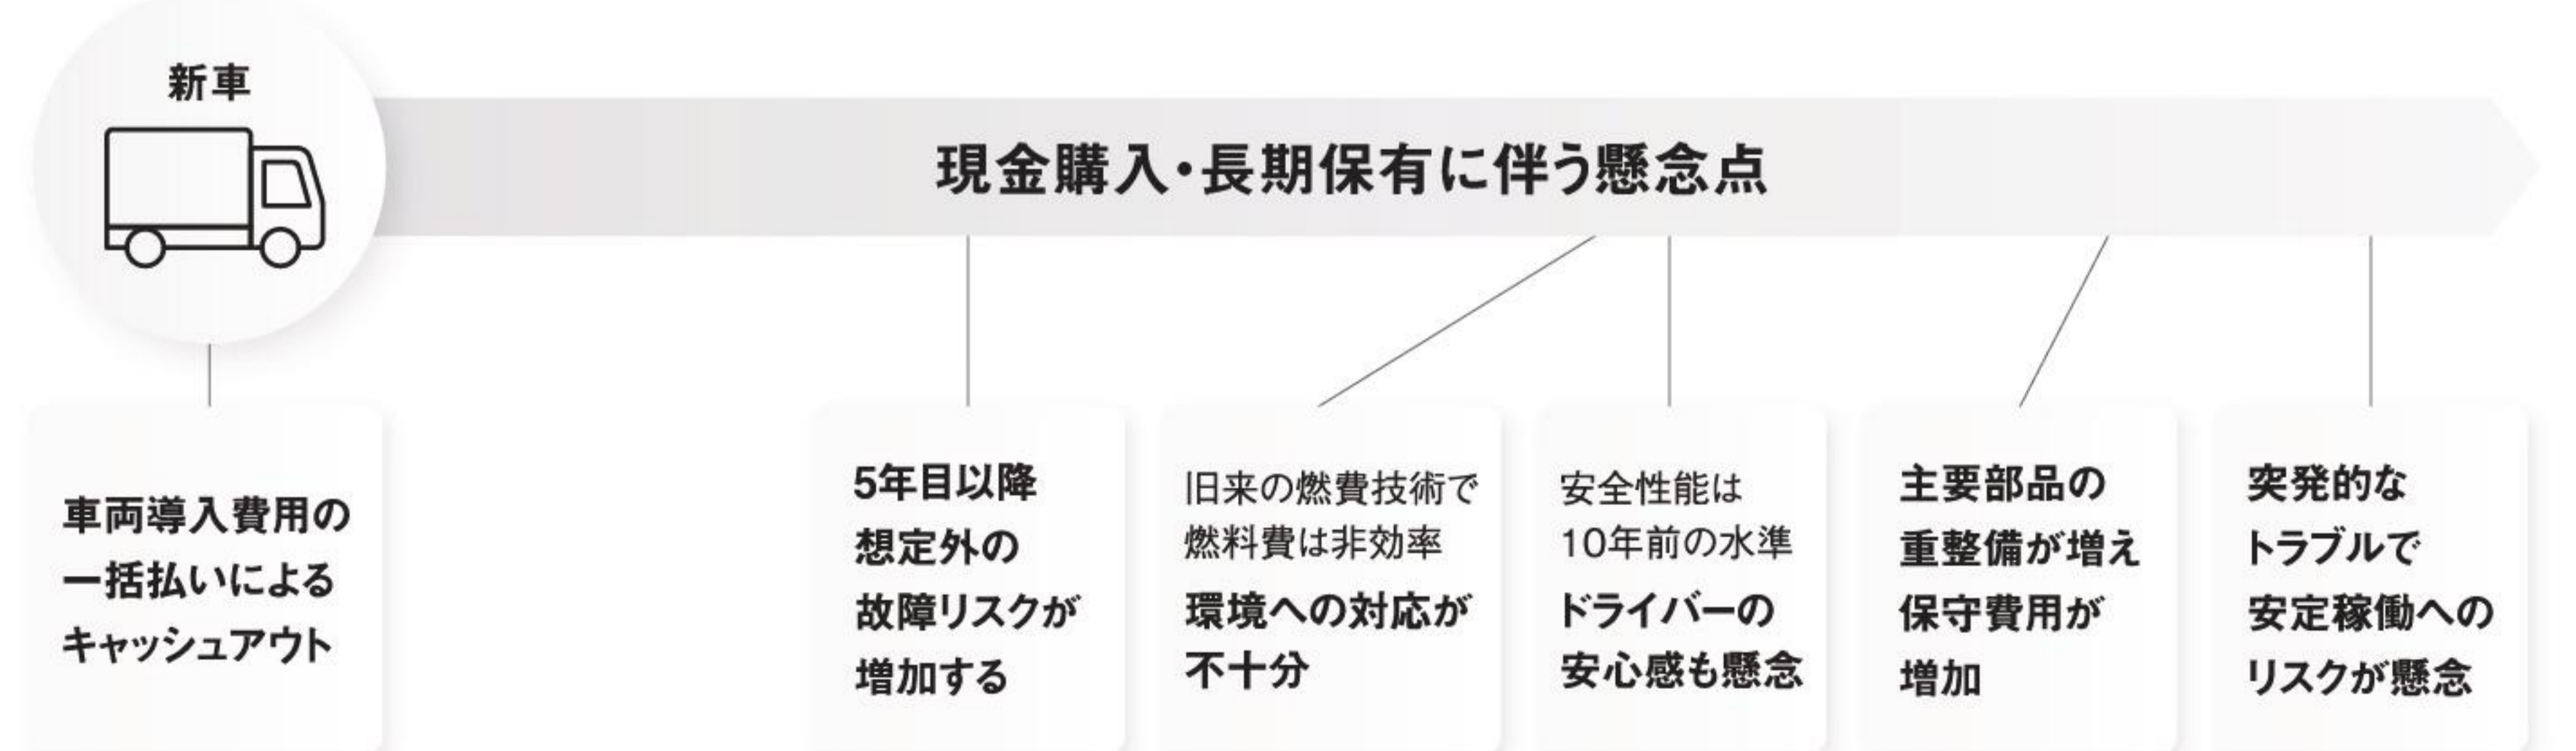 新車
現金購入・長期保有に伴う懸念点
車両導入費用の
一括払いによる
キャッシュアウト
5年目以降
想定外の
故障リスクが
増加する
旧来の燃費技術で
燃料費は非効率
環境への対応が
不十分
安全性能は
10年前の水準
ドライバーの
安心感も懸念
主要部品の
重整備が増え
保守費用が
増加
突発的な
トラブルで
安定稼働への
リスクが懸念